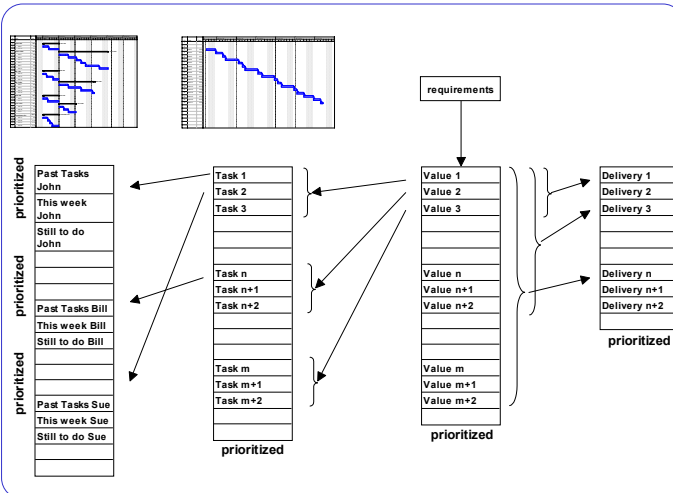 requirements
prioritized
Past Tasks
John
This week
John
Still to do
John
prioritized
Past Tasks Bill
This week Bill
Still to do Bill
prioritized
Past Tasks Sue
This week Sue
Still to do Sue
Task 1
Task 2
Task 3
Task n
Task n+1
Task n+2
Task m
Task m+1
Task m+2
prioritized
Value 1
Value 2
Value 3
Value n
Value n+1
Value n+2
Value m
Value m+1
Value m+2
prioritized
Delivery 1
Delivery 2
Delivery 3
Delivery n
Delivery n+1
Delivery n+2
prioritized